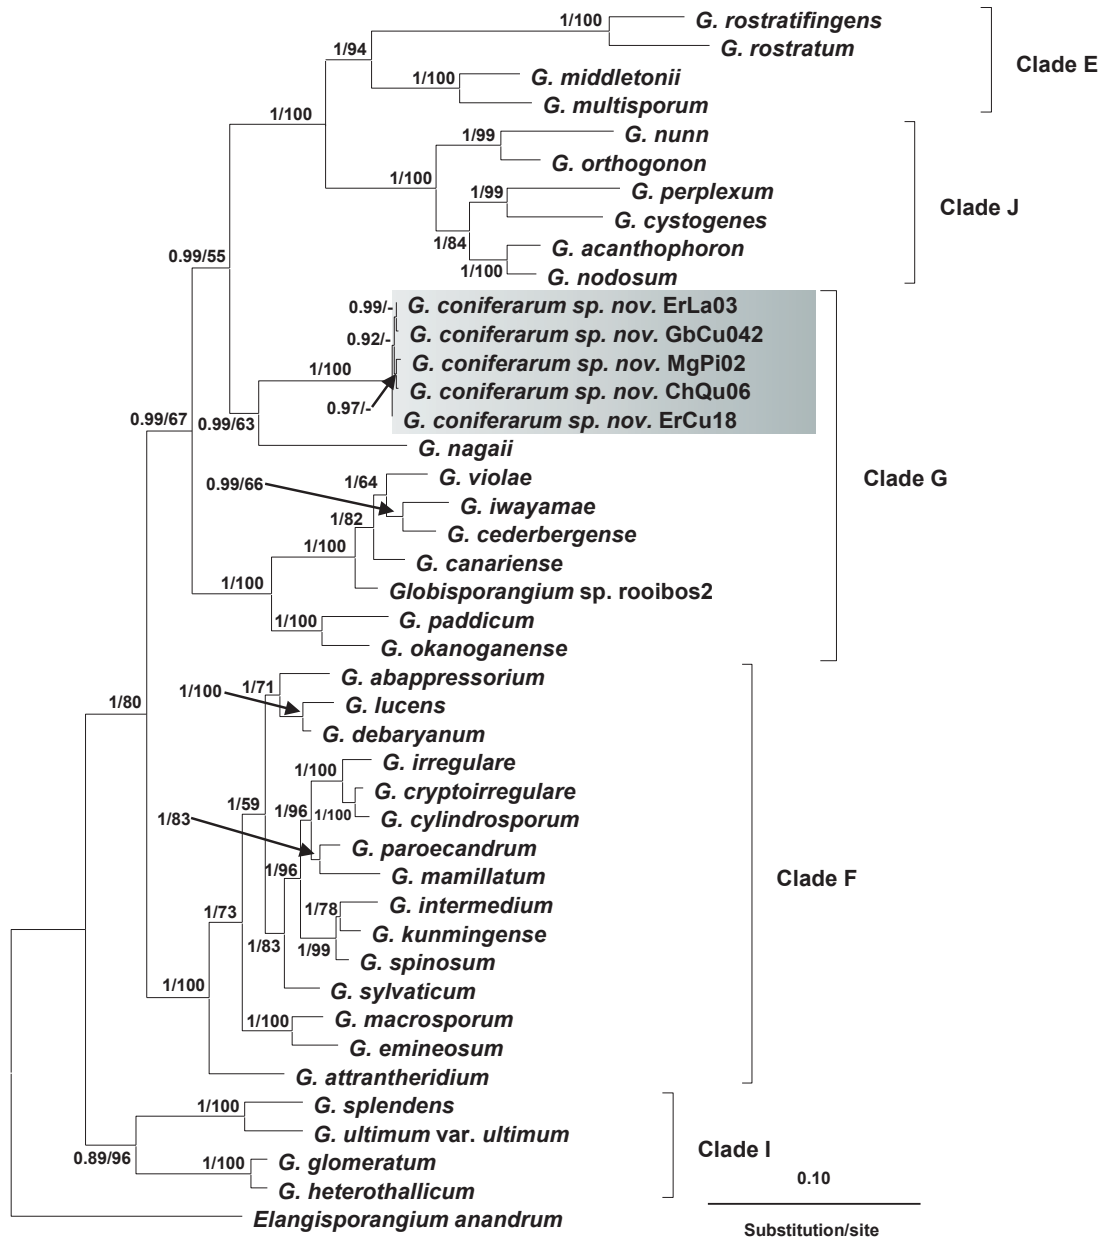 1/100
G. rostratifingens
G. rostratum
1/94
1/100
G. middletonii
G. multisporum
Clade E
1/100
1/99
G. nunn
G. orthogonon
1/100
1/99
G. perplexum
G. cystogenes
1/84
G. acanthophoron
1/100
G. nodosum
Clade J
0.99/55
0.99/-
G. coniferarum sp. nov. ErLa03
0.92/-
G. coniferarum sp. nov. GbCu042
G. coniferarum sp. nov. MgPi02
1/100
G. coniferarum sp. nov. ChQu06
0.97/-
G. coniferarum sp. nov. ErCu18
0.99/67
0.99/63
G. nagaii
Clade G
G. violae
1/64
0.99/66
G. iwayamae
1/82
G. cederbergense
1/100
G. canariense
1/100
Globisporangium sp. rooibos2
1/100
G. paddicum
G. okanoganense
G. abappressorium
1/71
1/100
G. lucens
1/80
G. debaryanum
G. irregulare
1/100
G. cryptoirregulare
1/59
1/96
1/100
G. cylindrosporum
1/83
G. paroecandrum
1/96
G. mamillatum
Clade F
1/73
1/78
G. intermedium
G. kunmingense
1/83
1/99
G. spinosum
1/100
G. sylvaticum
1/100
G. macrosporum
G. emineosum
G. attrantheridium
1/100
G. splendens
G. ultimum var. ultimum
0.89/96
1/100
G. glomeratum
G. heterothallicum
Clade I
0.10
Elangisporangium anandrum
Substitution/site